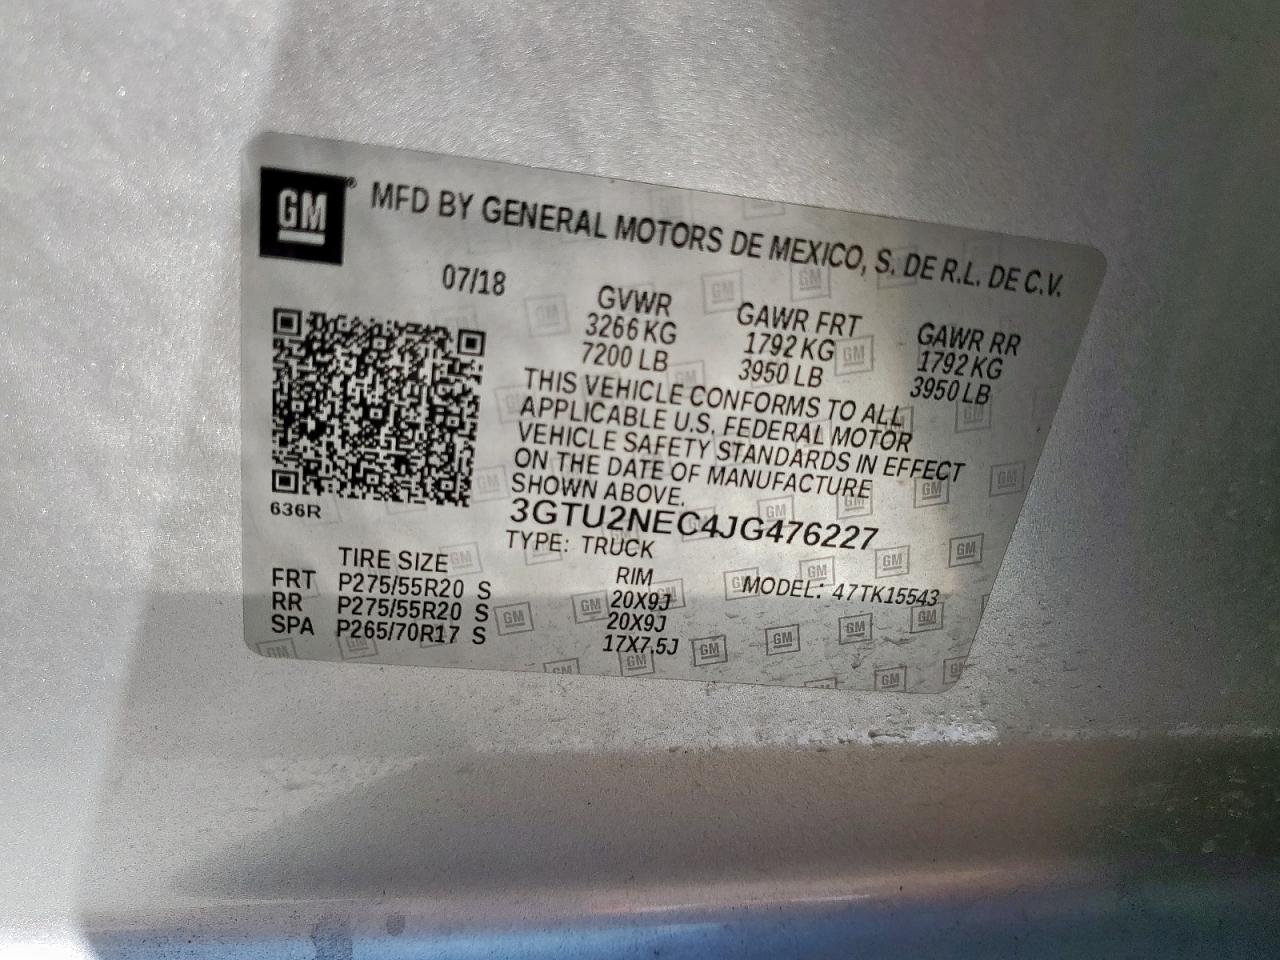 GM® MFD BY GENERAL MOTORS DE MEXICO, S. DE R.L. DE C.V.
07/18
GVWR GAWR FRT GAWR RR
3266 KG 1792 KG 1792 KG
7200 LB 3950 LB 3950 LB
THIS VEHICLE CONFORMS TO ALL
APPLICABLE U.S. FEDERAL MOTOR
VEHICLE SAFETY STANDARDS IN EFFECT
ON THE DATE OF MANUFACTURE
SHOWN ABOVE.
636R
3GTU2NEC4JG476227
TYPE: TRUCK
MODEL: 47TK15543
TIRE SIZE RIM
FRT P275/55R20 S 20X9J
RR P275/55R20 S 20X9J
SPA P265/70R17 S 17X7.5J